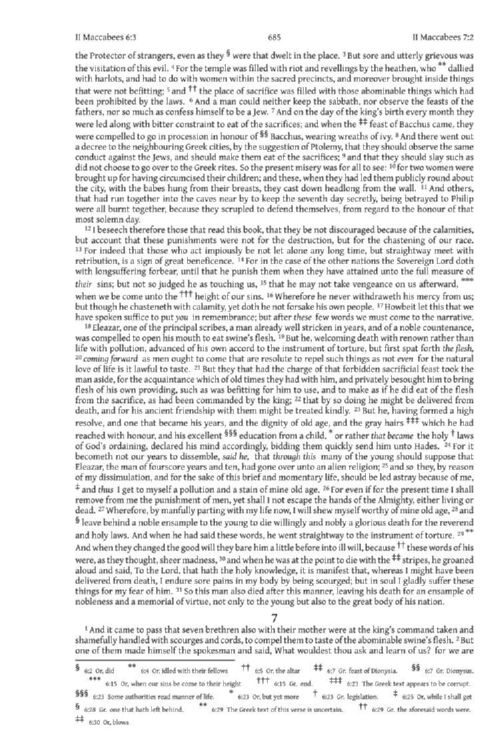 II Maccabees 6:3 685 II Maccabees 7:2
the Protector of strangers, even as they § were that dwelt in the place. 3 But sore and utterly grievous was
the visitation of this evil. 4 For the temple was filled with riot and revellings by the heathen, who ** dallied
with harlots, and had to do with women within the sacred precincts, and moreover brought inside things
that were not befitting; 5 and †† the place of sacrifice was filled with those abominable things which had
been prohibited by the laws. 6 And a man could neither keep the sabbath, nor observe the feasts of the
fathers, nor so much as confess himself to be a Jew. 7 And on the day of the king's birth every month they
were led along with bitter constraint to eat of the sacrifices; and when the ‡‡ feast of Bacchus came, they
were compelled to go in procession in honour of §§ Bacchus, wearing wreaths of ivy. 8 And there went out
a decree to the neighbouring Greek cities, by the suggestion of Ptolemy, that they should observe the same
conduct against the Jews, and should make them eat of the sacrifices; 9 and that they should slay such as
did not choose to go over to the Greek rites. So the present misery was for all to see: 10 for two women were
brought up for having circumcised their children; and these, when they had led them publicly round about
the city, with the babes hung from their breasts, they cast down headlong from the wall. 11 And others,
that had run together into the caves near by to keep the seventh day secretly, being betrayed to Philip
were all burnt together, because they scrupled to defend themselves, from regard to the honour of that
most solemn day.
12 I beseech therefore those that read this book, that they be not discouraged because of the calamities,
but account that these punishments were not for the destruction, but for the chastening of our race.
13 For indeed that those who act impiously be not let alone any long time, but straightway meet with
retribution, is a sign of great beneficence. 14 For in the case of the other nations the Sovereign Lord doth
with longsuffering forbear, until that he punish them when they have attained unto the full measure of
their sins; but not so judged he as touching us, 15 that he may not take vengeance on us afterward, ***
when we be come unto the ††† height of our sins. 16 Wherefore he never withdraweth his mercy from us;
but though he chasteneth with calamity, yet doth he not forsake his own people. 17 Howbeit let this that we
have spoken suffice to put you in remembrance; but after these few words we must come to the narrative.
18 Eleazar, one of the principal scribes, a man already well stricken in years, and of a noble countenance,
was compelled to open his mouth to eat swine's flesh. 19 But he, welcoming death with renown rather than
life with pollution, advanced of his own accord to the instrument of torture, but first spat forth the flesh,
20 coming forward as men ought to come that are resolute to repel such things as not even for the natural
love of life is it lawful to taste. 21 But they that had the charge of that forbidden sacrificial feast took the
man aside, for the acquaintance which of old times they had with him, and privately besought him to bring
flesh of his own providing, such as was befitting for him to use, and to make as if he did eat of the flesh
from the sacrifice, as had been commanded by the king; 22 that by so doing he might be delivered from
death, and for his ancient friendship with them might be treated kindly. 23 But he, having formed a high
resolve, and one that became his years, and the dignity of old age, and the gray hairs ‡‡‡ which he had
reached with honour, and his excellent §§§ education from a child, * or rather that became the holy † laws
of God's ordaining, declared his mind accordingly, bidding them quickly send him unto Hades. 24 For it
becometh not our years to dissemble, said he, that through this many of the young should suppose that
Eleazar, the man of fourscore years and ten, had gone over unto an alien religion; 25 and so they, by reason
of my dissimulation, and for the sake of this brief and momentary life, should be led astray because of me,
‡ and thus I get to myself a pollution and a stain of mine old age. 26 For even if for the present time I shall
remove from me the punishment of men, yet shall I not escape the hands of the Almighty, either living or
dead. 27 Wherefore, by manfully parting with my life now, I will shew myself worthy of mine old age, 28 and
§ leave behind a noble ensample to the young to die willingly and nobly a glorious death for the reverend
and holy laws. And when he had said these words, he went straightway to the instrument of torture. 29 **
And when they changed the good will they bare him a little before into ill will, because †† these words of his
were, as they thought, sheer madness, 30 and when he was at the point to die with the ‡‡ stripes, he groaned
aloud and said, To the Lord, that hath the holy knowledge, it is manifest that, whereas I might have been
delivered from death, I endure sore pains in my body by being scourged; but in soul I gladly suffer these
things for my fear of him. 31 So this man also died after this manner, leaving his death for an ensample of
nobleness and a memorial of virtue, not only to the young but also to the great body of his nation.
7
1 And it came to pass that seven brethren also with their mother were at the king's command taken and
shamefully handled with scourges and cords, to compel them to taste of the abominable swine's flesh. 2 But
one of them made himself the spokesman and said, What wouldest thou ask and learn of us? for we are
§ 6:2 Or, did ** 6:4 Or, idled with their fellows †† 6:5 Or, the altar ‡‡ 6:7 Gr. feast of Dionysia. §§ 6:7 Gr. Dionysus.
*** 6:15 Or, when our sins be come to their height ††† 6:15 Gr. end. ‡‡‡ 6:23 The Greek text appears to be corrupt.
§§§ 6:23 Some authorities read manner of life. * 6:23 Or, but yet more † 6:23 Gr. legislation. ‡ 6:25 Or, while I shall get
§ 6:28 Gr. one that hath left behind. ** 6:29 The Greek text of this verse is uncertain. †† 6:29 Gr. the aforesaid words were.
‡‡ 6:30 Or, blows